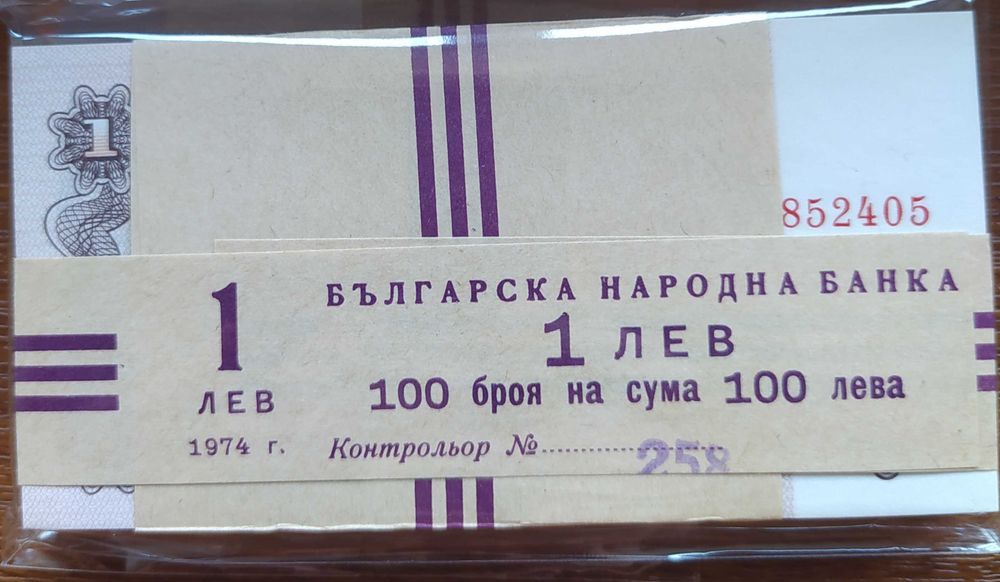 1
852405
1
ЛЕВ
1974 г.
БЪЛГАРСКА НАРОДНА БАНКА
1 ЛЕВ
100 броя на сума 100 лева
Контрольор № 258